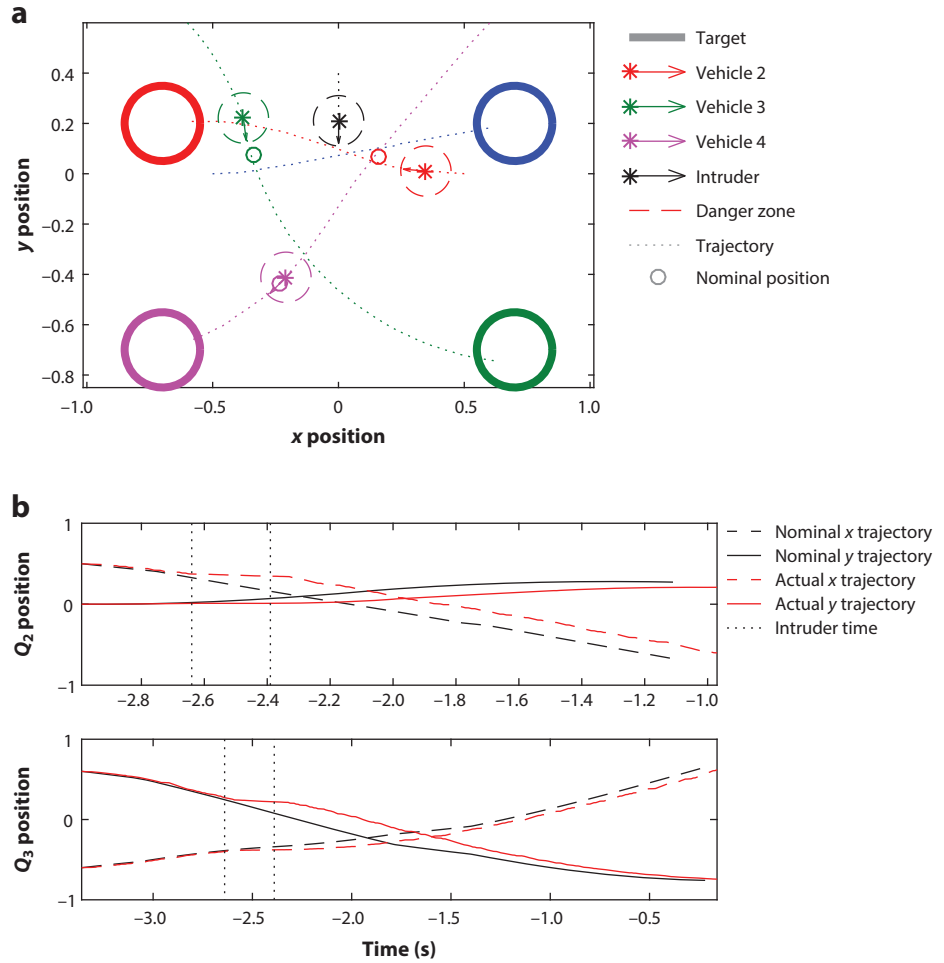 a
0.4
0.2
0
−0.2
−0.4
−0.6
−0.8
y position
−1.0
−0.5
0
0.5
1.0
x position
Target
Vehicle 2
Vehicle 3
Vehicle 4
Intruder
Danger zone
Trajectory
Nominal position
b
1
0
−1
Q2 position
−2.8
−2.6
−2.4
−2.2
−2.0
−1.8
−1.6
−1.4
−1.2
−1.0
Nominal x trajectory
Nominal y trajectory
Actual x trajectory
Actual y trajectory
Intruder time
1
0
−1
Q3 position
−3.0
−2.5
−2.0
−1.5
−1.0
−0.5
Time (s)